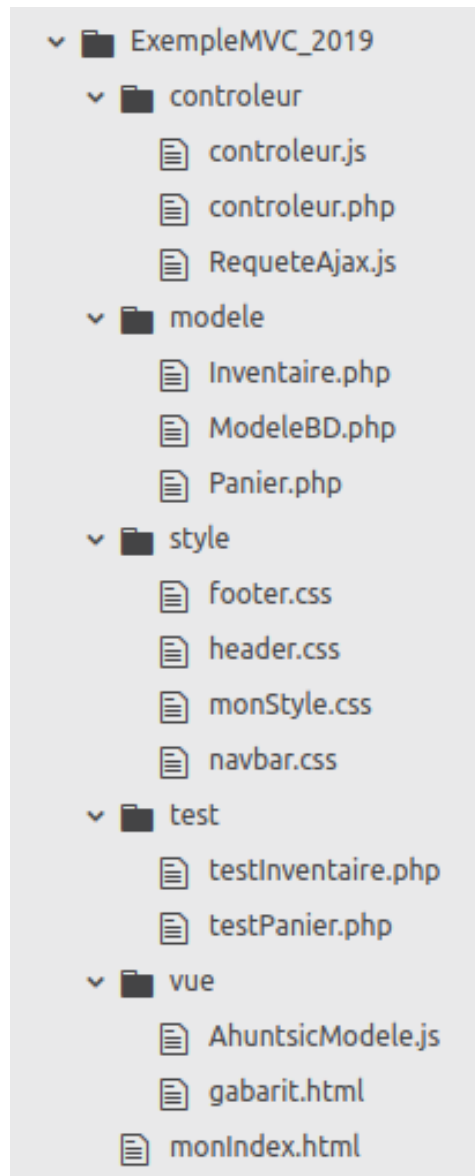 ExempleMVC_2019
controleur
controleur.js
controleur.php
RequeteAjax.js
modele
Inventaire.php
ModeleBD.php
Panier.php
style
footer.css
header.css
monStyle.css
navbar.css
test
testInventaire.php
testPanier.php
vue
AhuntsicModele.js
gabarit.html
monIndex.html